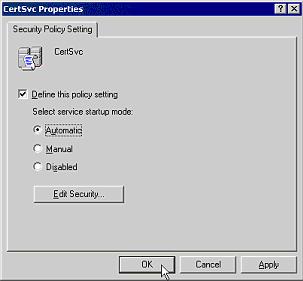 CertSvc Properties
Security Policy Setting
CertSvc
Define this policy setting
Select service startup mode:
Automatic
Manual
Disabled
Edit Security...
OK Cancel Apply